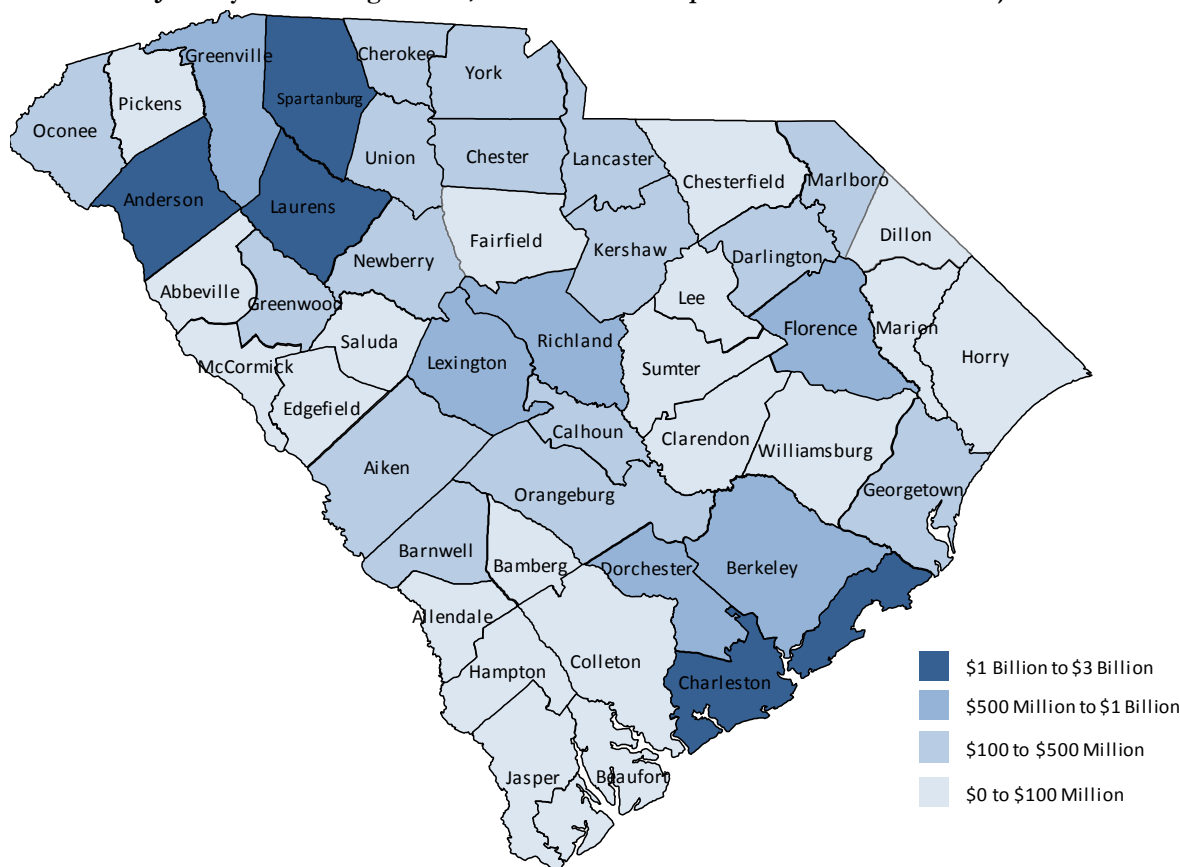 Greenville
Cherokee
York
Spartanburg
Pickens
Oconee
Union
Chester
Lancaster
Chesterfield
Marlboro
Anderson
Laurens
Fairfield
Dillon
Newberry
Kershaw
Darlington
Abbeville
Greenwood
Lee
Saluda
Richland
Florence
Marion
McCormick
Lexington
Sumter
Horry
Edgefield
Calhoun
Clarendon
Williamsburg
Aiken
Orangeburg
Georgetown
Barnwell
Bamberg
Dorchester
Berkeley
Allendale
Hampton
Colleton
Charleston
Jasper
Beaufort
$1 Billion to $3 Billion
$500 Million to $1 Billion
$100 to $500 Million
$0 to $100 Million